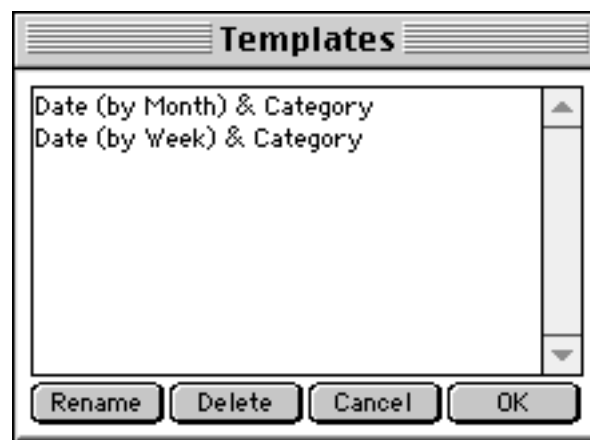 Templates
Date (by Month) & Category
Date (by Week) & Category
Rename Delete Cancel OK